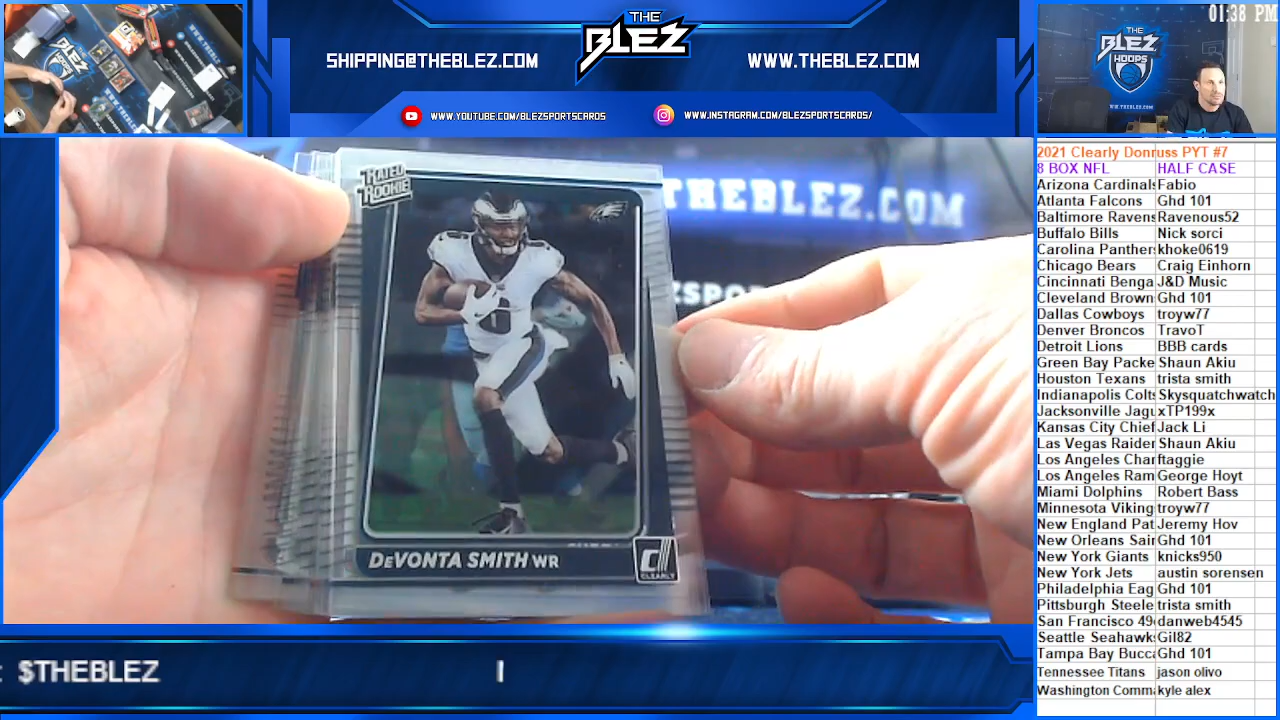 01:38 PM
THE
BLEZ
SHIPPING@THEBLEZ.COM
WWW.THEBLEZ.COM
WWW.YOUTUBE.COM/BLEZSPORTSCARDS
WWW.INSTAGRAM.COM/BLEZSPORTSCARDS/
THE
BLEZ
HOOPS
WWW.THEBLEZ.COM
THEBLEZ.COM
RATED
ROOKIE
DEVONTA SMITH WR
CLEARLY
$THEBLEZ
2021 Clearly Donruss PYT #7
8 BOX NFL HALF CASE
Arizona Cardinals Fabio
Atlanta Falcons Ghd 101
Baltimore Ravens Ravenous52
Buffalo Bills Nick sorci
Carolina Panthers khoke0619
Chicago Bears Craig Einhorn
Cincinnati Benga J&D Music
Cleveland Brown Ghd 101
Dallas Cowboys troyw77
Denver Broncos TravoT
Detroit Lions BBB cards
Green Bay Packe Shaun Akiu
Houston Texans trista smith
Indianapolis Colts Skysquatchwatch
Jacksonville Jagu xTP199x
Kansas City Chief Jack Li
Las Vegas Raider Shaun Akiu
Los Angeles Char ftaggie
Los Angeles Ram George Hoyt
Miami Dolphins Robert Bass
Minnesota Viking troyw77
New England Pat Jeremy Hov
New Orleans Sai Ghd 101
New York Giants knicks950
New York Jets austin sorensen
Philadelphia Eag Ghd 101
Pittsburgh Steele trista smith
San Francisco 49 danweb4545
Seattle Seahawk Gil82
Tampa Bay Bucca Ghd 101
Tennessee Titans jason olivo
Washington Comma kyle alex